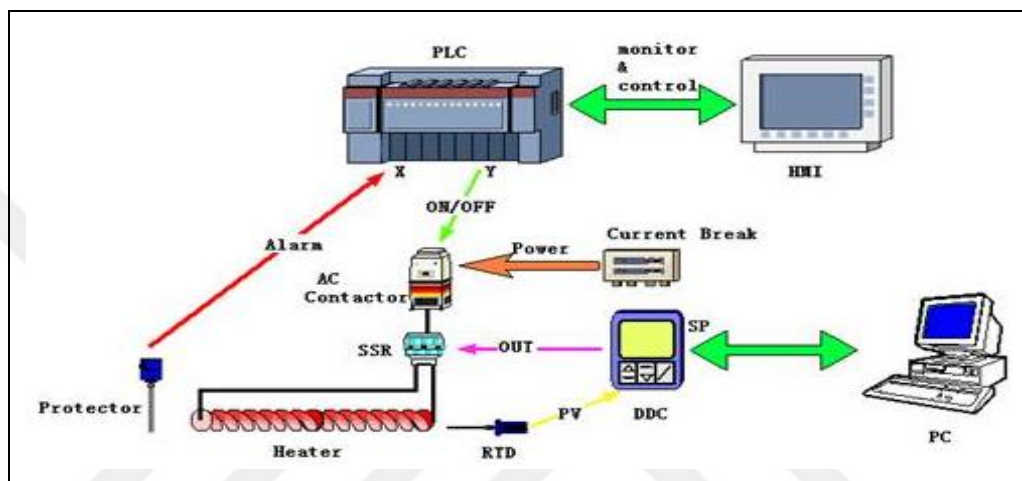 PLC
monitor
&
control
HMI
X
Y
ON/OFF
Alarm
Power
Current Break
AC
Contactor
SSR
OUT
SP
Protector
Heater
RTD
PV
DDC
PC